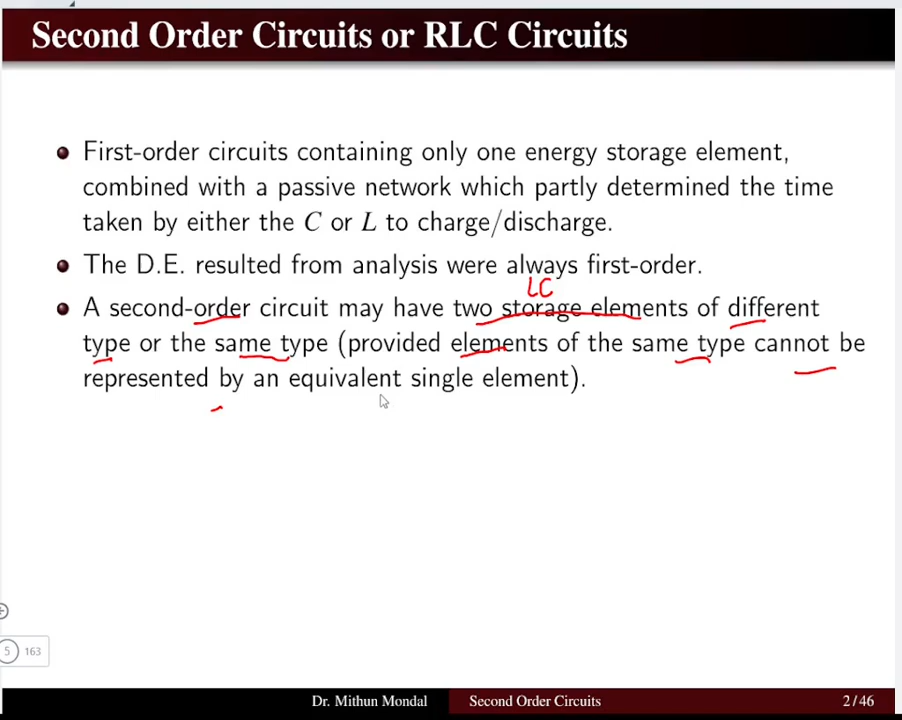 Second Order Circuits or RLC Circuits
First-order circuits containing only one energy storage element,
combined with a passive network which partly determined the time
taken by either the C or L to charge/discharge.
The D.E. resulted from analysis were always first-order.
LC
A second-order circuit may have two storage elements of different
type or the same type (provided elements of the same type cannot be
represented by an equivalent single element).
5 163
Dr. Mithun Mondal Second Order Circuits 2/46